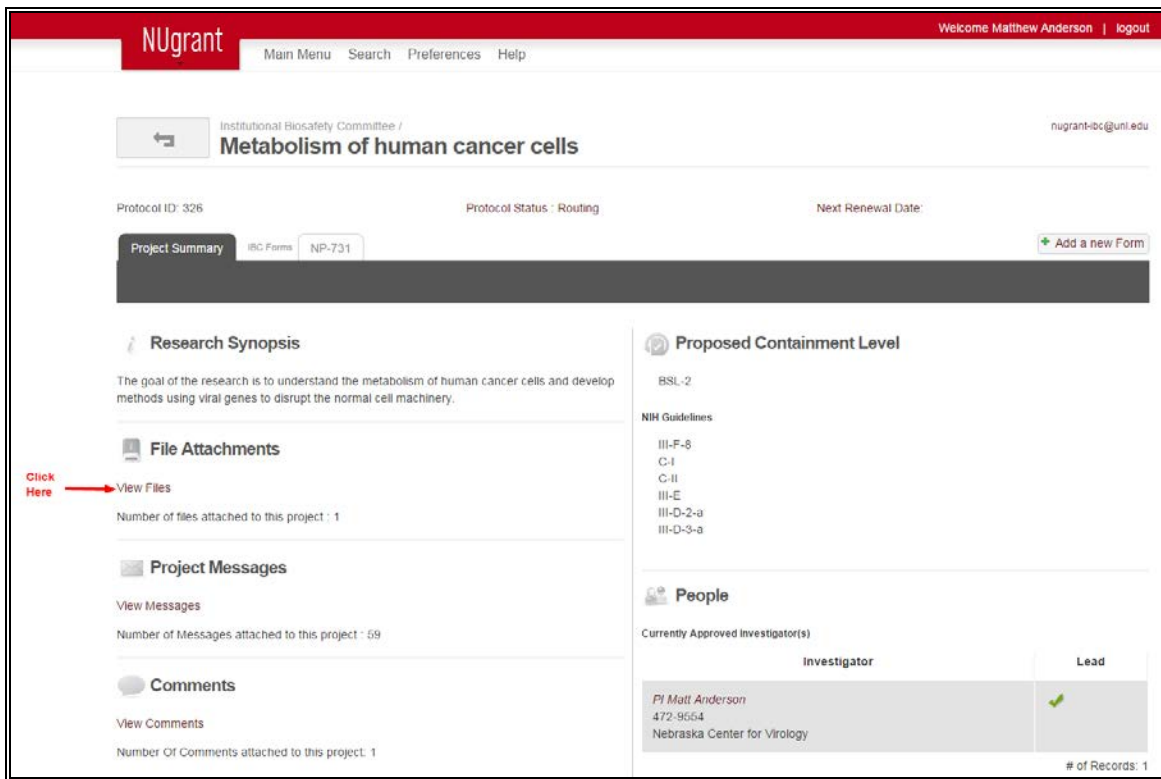 Welcome Matthew Anderson | logout
NUgrant
Main Menu Search Preferences Help
Institutional Biosafety Committee /
Metabolism of human cancer cells
nugrant-ibc@unl.edu
Protocol ID: 326
Protocol Status : Routing
Next Renewal Date:
Project Summary
IBC Forms
NP-731
+ Add a new Form
Research Synopsis
The goal of the research is to understand the metabolism of human cancer cells and develop
methods using viral genes to disrupt the normal cell machinery.
File Attachments
Click
Here
View Files
Number of files attached to this project : 1
Project Messages
View Messages
Number of Messages attached to this project : 59
Comments
View Comments
Number Of Comments attached to this project: 1
Proposed Containment Level
BSL-2
NIH Guidelines
III-F-8
C-I
C-II
III-E
III-D-2-a
III-D-3-a
People
Currently Approved Investigator(s)
Investigator Lead
PI Matt Anderson
472-9554
Nebraska Center for Virology
# of Records: 1